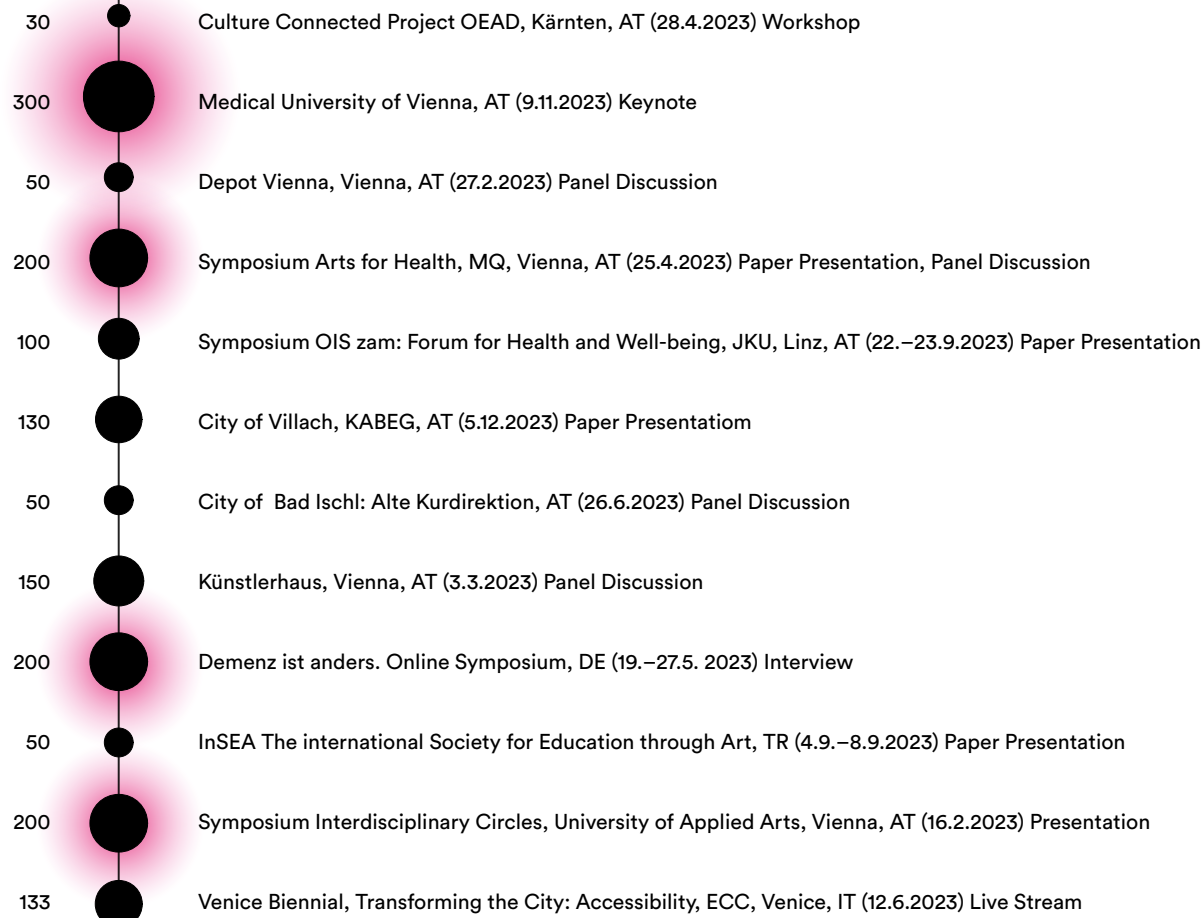 30 Culture Connected Project OEAD, Kärnten, AT (28.4.2023) Workshop
300 Medical University of Vienna, AT (9.11.2023) Keynote
50 Depot Vienna, Vienna, AT (27.2.2023) Panel Discussion
200 Symposium Arts for Health, MQ, Vienna, AT (25.4.2023) Paper Presentation, Panel Discussion
100 Symposium OIS zam: Forum for Health and Well-being, JKU, Linz, AT (22.–23.9.2023) Paper Presentation
130 City of Villach, KABEG, AT (5.12.2023) Paper Presentatiom
50 City of  Bad Ischl: Alte Kurdirektion, AT (26.6.2023) Panel Discussion
150 Künstlerhaus, Vienna, AT (3.3.2023) Panel Discussion
200 Demenz ist anders. Online Symposium, DE (19.–27.5. 2023) Interview
50 InSEA The international Society for Education through Art, TR (4.9.–8.9.2023) Paper Presentation
200 Symposium Interdisciplinary Circles, University of Applied Arts, Vienna, AT (16.2.2023) Presentation
133 Venice Biennial, Transforming the City: Accessibility, ECC, Venice, IT (12.6.2023) Live Stream